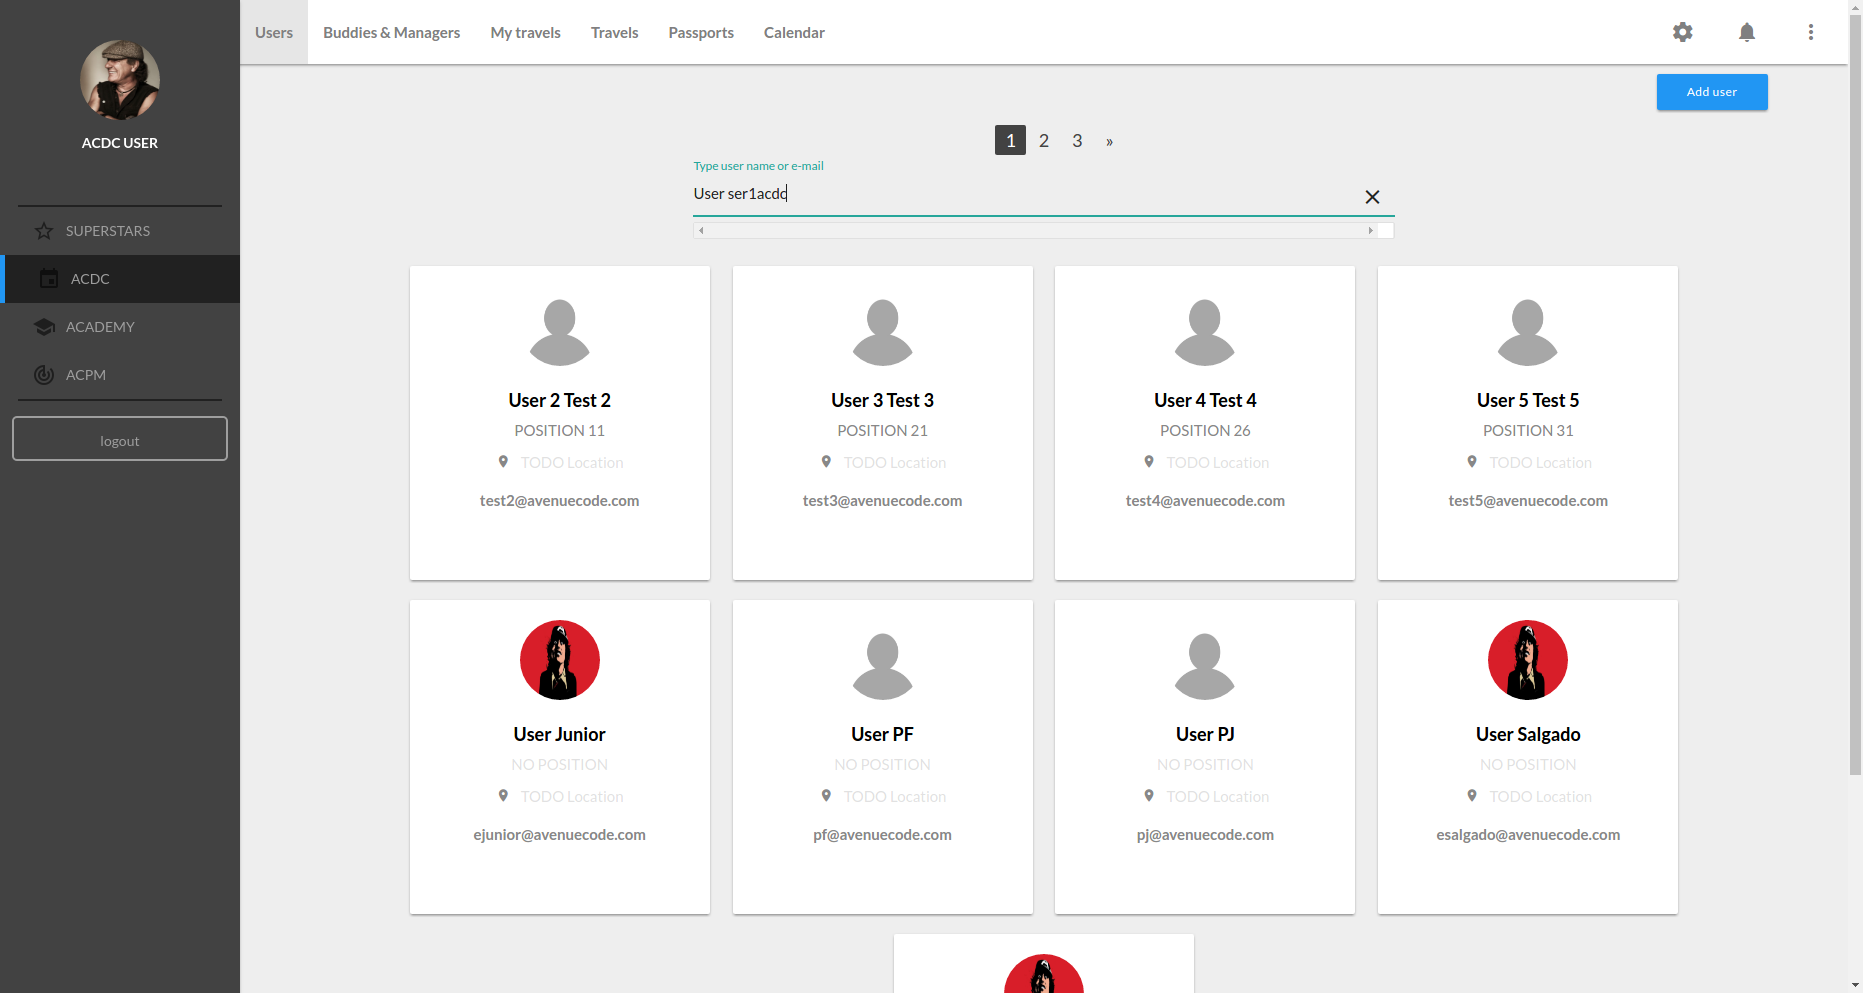 ACDC USER
SUPERSTARS
ACDC
ACADEMY
ACPM
logout
Users Buddies & Managers My travels Travels Passports Calendar
Add user
1 2 3 »
Type user name or e-mail
User ser1acdc
User 2 Test 2
POSITION 11
TODO Location
test2@avenuecode.com
User 3 Test 3
POSITION 21
TODO Location
test3@avenuecode.com
User 4 Test 4
POSITION 26
TODO Location
test4@avenuecode.com
User 5 Test 5
POSITION 31
TODO Location
test5@avenuecode.com
User Junior
NO POSITION
TODO Location
ejunior@avenuecode.com
User PF
NO POSITION
TODO Location
pf@avenuecode.com
User PJ
NO POSITION
TODO Location
pj@avenuecode.com
User Salgado
NO POSITION
TODO Location
esalgado@avenuecode.com